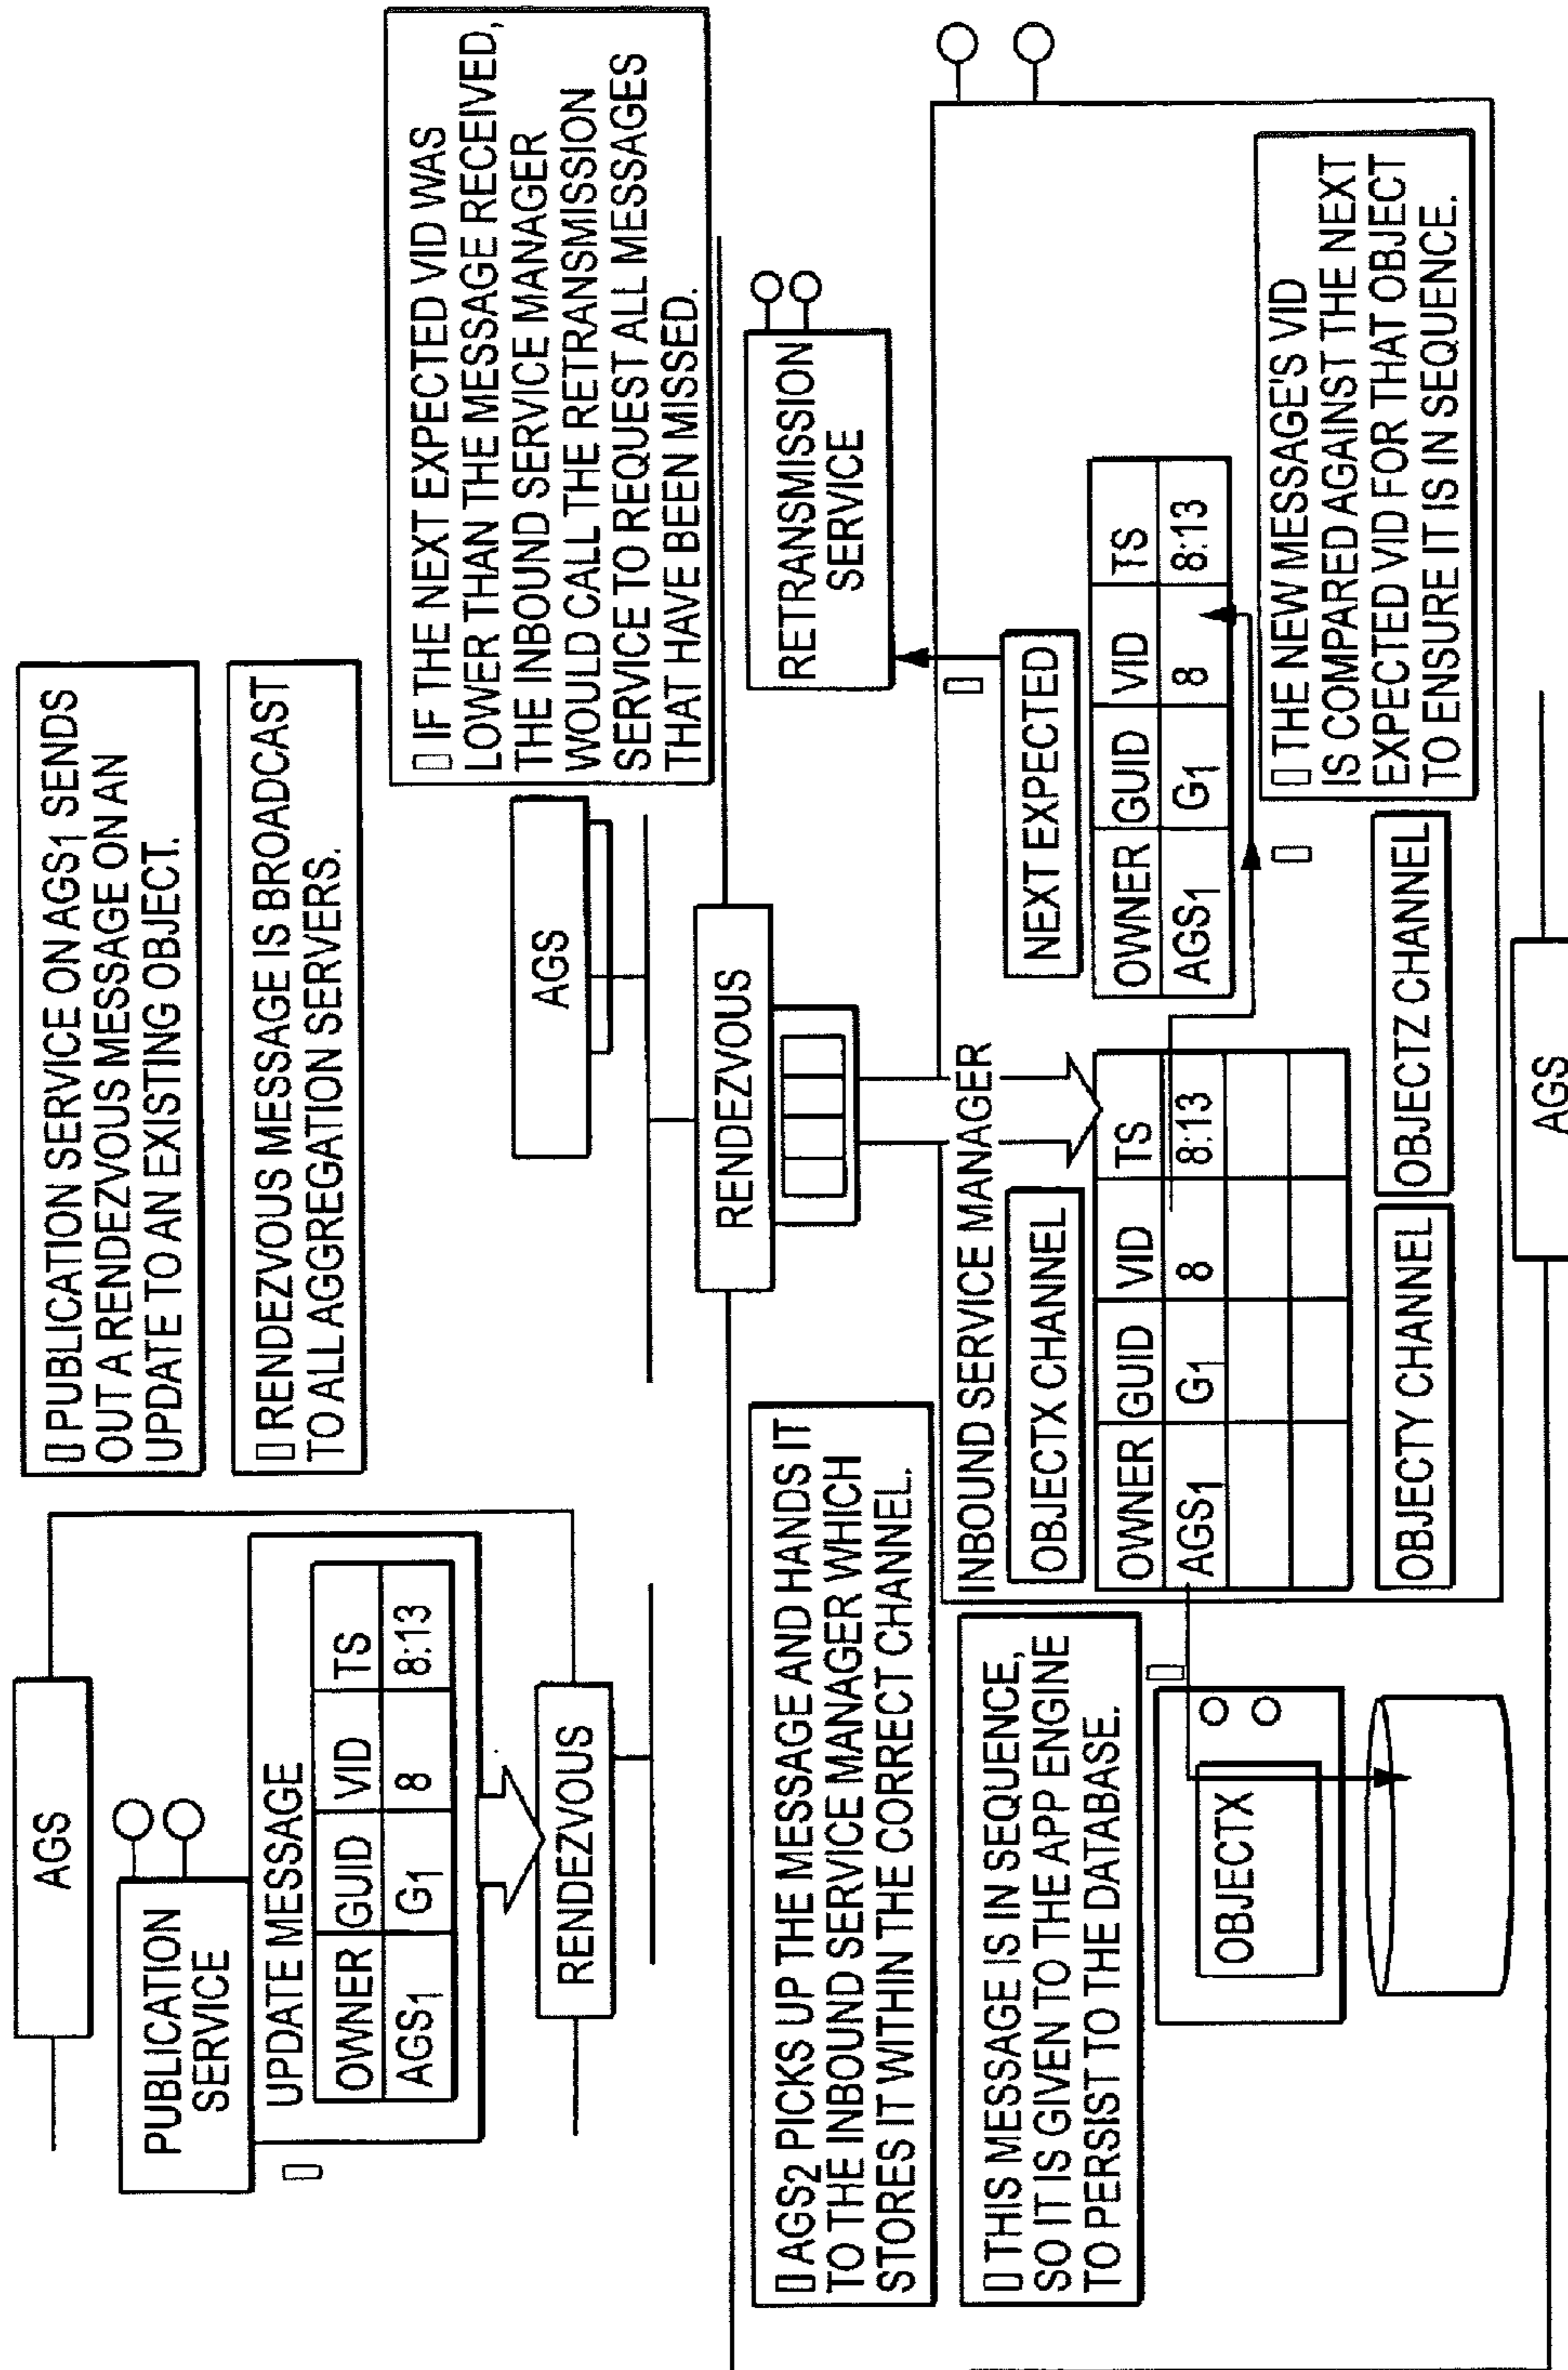 AGS
PUBLICATION
SERVICE
UPDATE MESSAGE
OWNER GUID VID TS
AGS1 G1 8 8:13
RENDEZVOUS
PUBLICATION SERVICE ON AGS1 SENDS
OUT A RENDEZVOUS MESSAGE ON AN
UPDATE TO AN EXISTING OBJECT.
RENDEZVOUS MESSAGE IS BROADCAST
TO ALL AGGREGATION SERVERS.
AGS
IF THE NEXT EXPECTED VID WAS
LOWER THAN THE MESSAGE RECEIVED,
THE INBOUND SERVICE MANAGER
WOULD CALL THE RETRANSMISSION
SERVICE TO REQUEST ALL MESSAGES
THAT HAVE BEEN MISSED.
RENDEZVOUS
AGS2 PICKS UP THE MESSAGE AND HANDS IT
TO THE INBOUND SERVICE MANAGER WHICH
STORES IT WITHIN THE CORRECT CHANNEL.
RETRANSMISSION
SERVICE
THIS MESSAGE IS IN SEQUENCE,
SO IT IS GIVEN TO THE APP ENGINE
TO PERSIST TO THE DATABASE.
OBJECTX
INBOUND SERVICE MANAGER
OBJECTX CHANNEL
OWNER GUID VID TS
AGS1 G1 8 8:13
OBJECTY CHANNEL
OBJECTZ CHANNEL
NEXT EXPECTED
OWNER GUID VID TS
AGS1 G1 8 8:13
THE NEW MESSAGE'S VID
IS COMPARED AGAINST THE NEXT
EXPECTED VID FOR THAT OBJECT
TO ENSURE IT IS IN SEQUENCE.
AGS